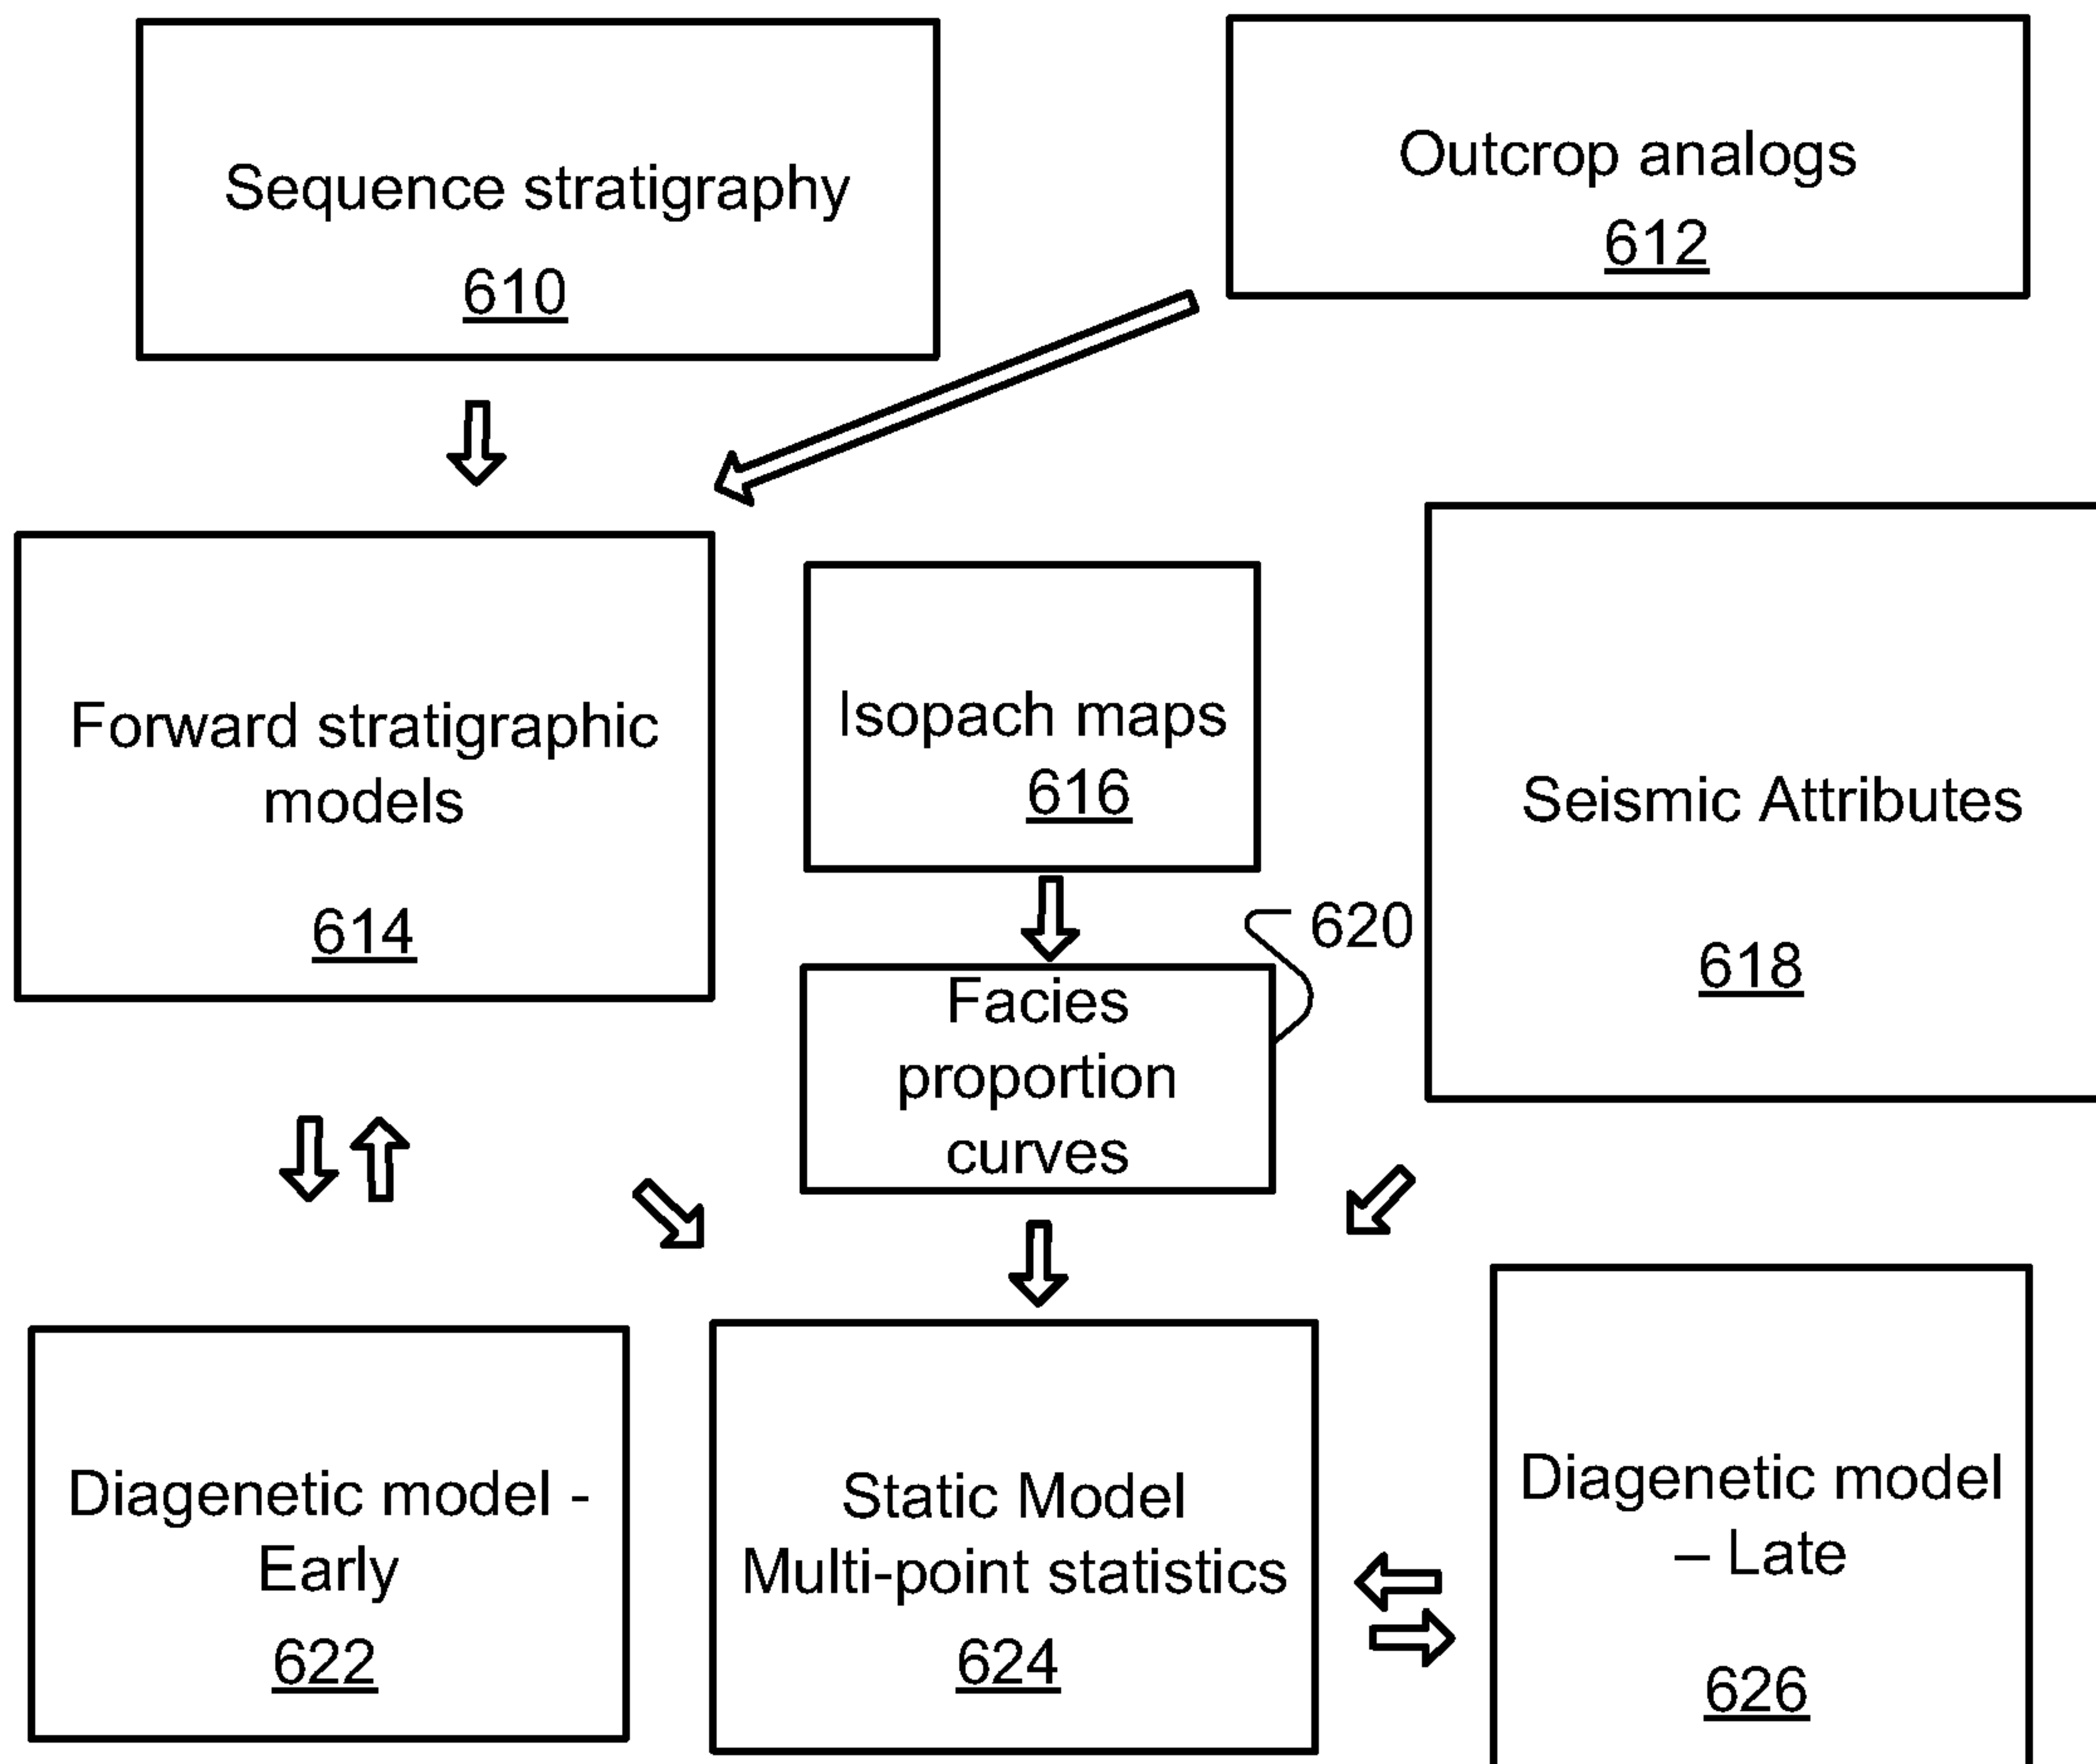 Sequence stratigraphy
610
Outcrop analogs
612
Forward stratigraphic
models
614
Isopach maps
616
Seismic Attributes
618
620
Facies
proportion
curves
Diagenetic model -
Early
622
Static Model
Multi-point statistics
624
Diagenetic model
– Late
626